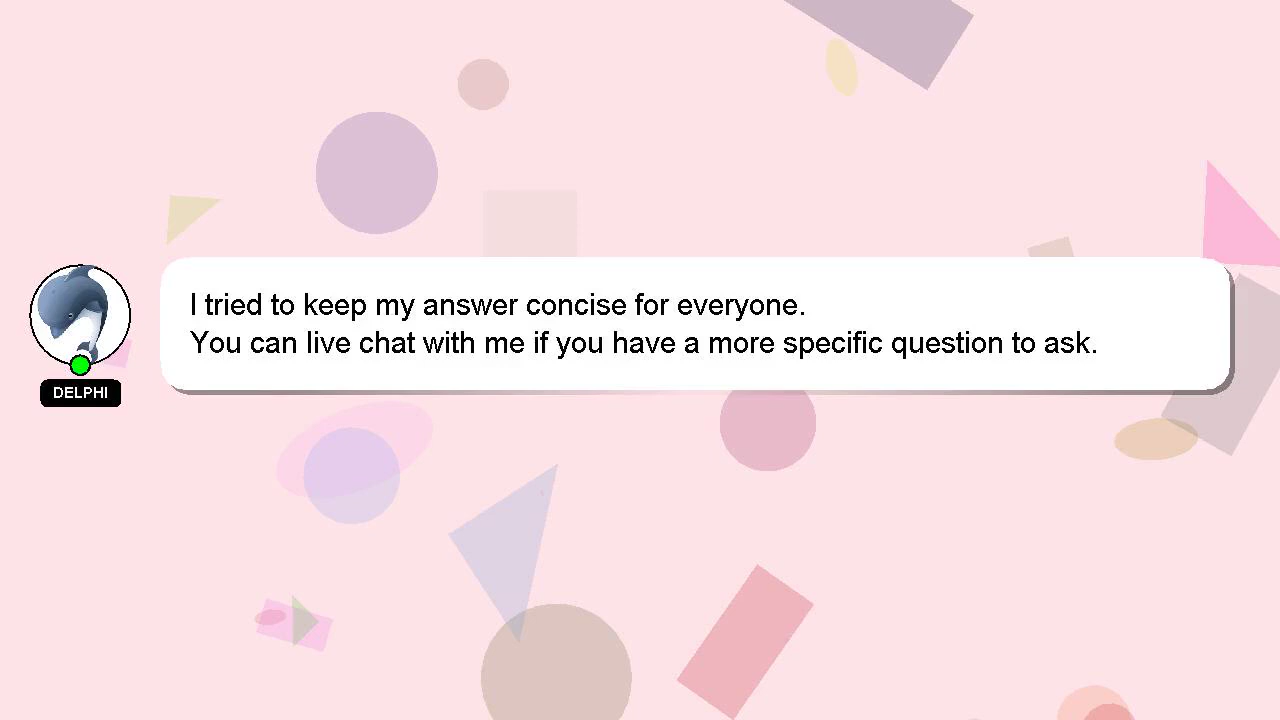 I tried to keep my answer concise for everyone.
You can live chat with me if you have a more specific question to ask.
DELPHI